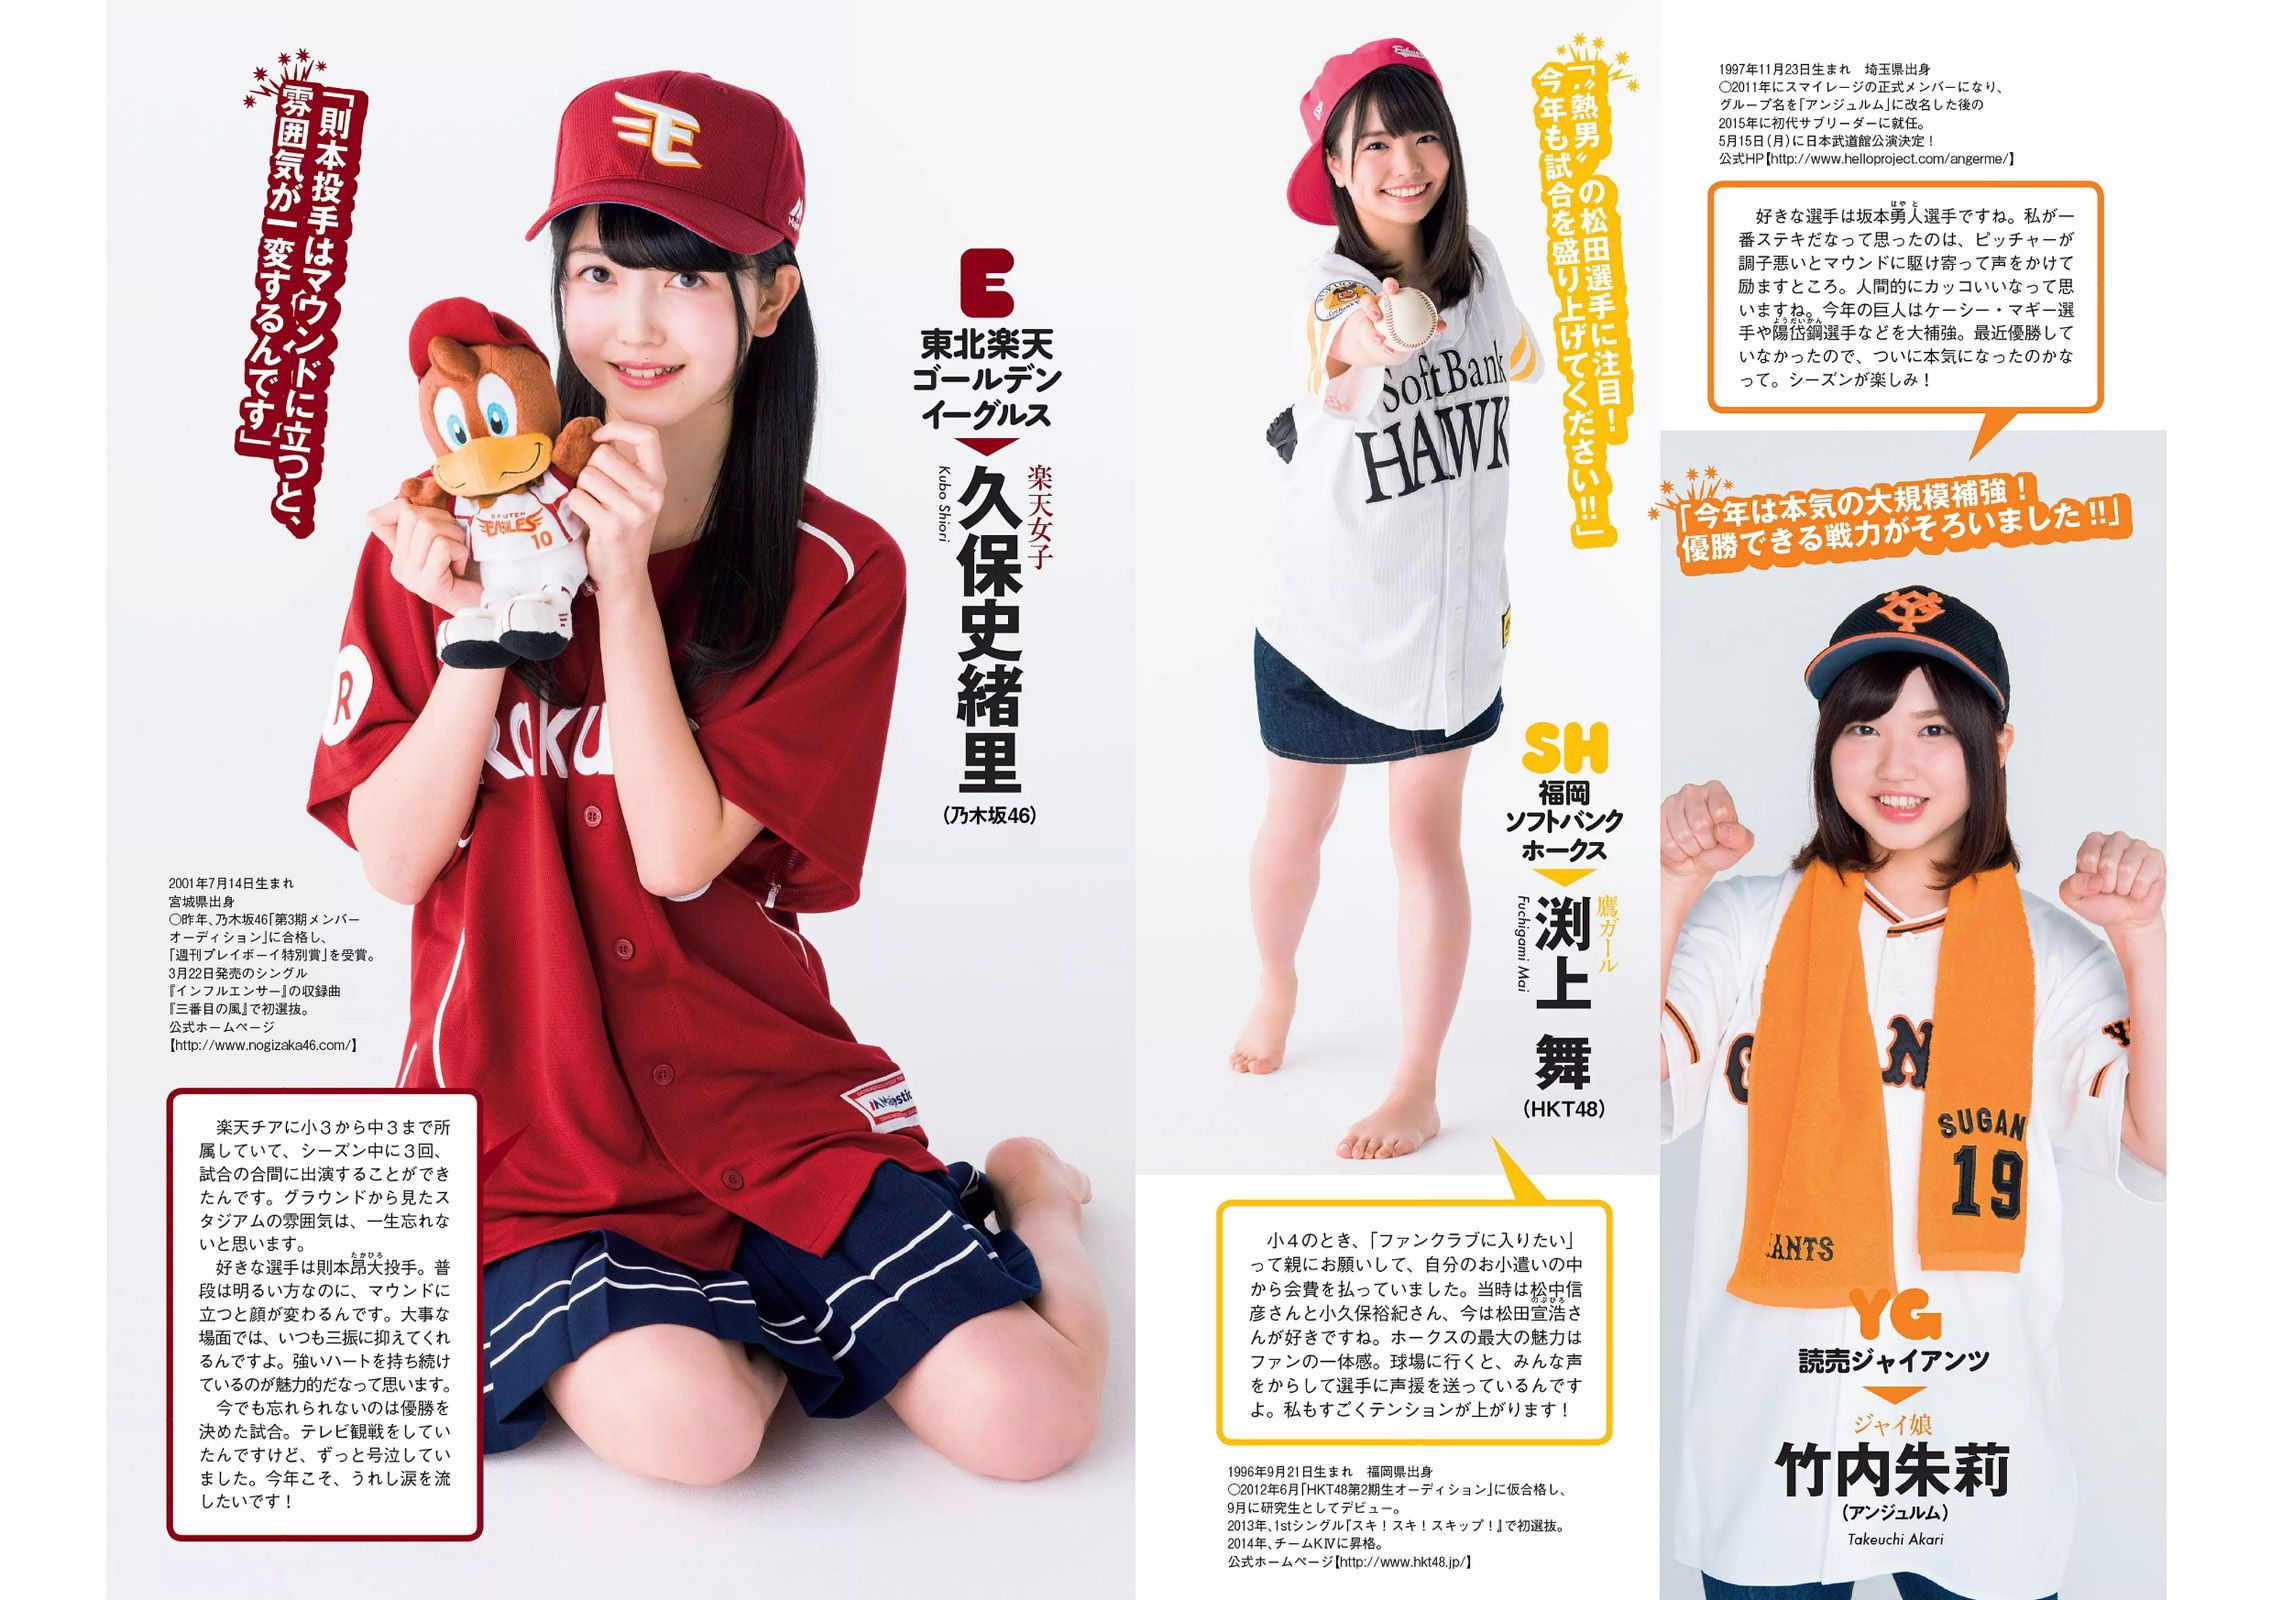 「則本投手はマウンドに立つと、
雰囲気が一変するんです」
E
東北楽天
ゴールデン
イーグルス
楽天女子
久保史緒里
Kubo Shiori
(乃木坂46)
RAKUTEN
EAGLES
10
R
Raku
Majestic
2001年7月14日生まれ
宮城県出身
○昨年、乃木坂46「第3期メンバー
オーディション」に合格し、
「週刊プレイボーイ特別賞」を受賞。
3月22日発売のシングル
『インフルエンサー』の収録曲
『三番目の風』で初選抜。
公式ホームページ
【http://www.nogizaka46.com/】
楽天チアに小３から中３まで所
属していて、シーズン中に３回、
試合の合間に出演することができ
たんです。グラウンドから見たス
タジアムの雰囲気は、一生忘れな
いと思います。
たかひろ
好きな選手は則本昂大投手。普
段は明るい方なのに、マウンドに
立つと顔が変わるんです。大事な
場面では、いつも三振に抑えてくれ
るんですよ。強いハートを持ち続け
ているのが魅力的だなって思います。
今でも忘れられないのは優勝を
決めた試合。テレビ観戦をしてい
たんですけど、ずっと号泣してい
ました。今年こそ、うれし涙を流
したいです！
「〝熱男〟の松田選手に注目！
今年も試合を盛り上げてください!!」
SoftBank
HAWK
SH
福岡
ソフトバンク
ホークス
鷹ガール
渕上 舞
Fuchigami Mai
(HKT48)
小４のとき、「ファンクラブに入りたい」
って親にお願いして、自分のお小遣いの中
から会費を払っていました。当時は松中信
彦さんと小久保裕紀さん、今は松田宣浩さ
のぶひろ
んが好きですね。ホークスの最大の魅力は
ファンの一体感。球場に行くと、みんな声
をからして選手に声援を送っているんです
よ。私もすごくテンションが上がります！
1996年9月21日生まれ　福岡県出身
○2012年6月「HKT48第2期生オーディション」に仮合格し、
9月に研究生としてデビュー。
2013年、1stシングル『スキ！スキ！スキップ！』で初選抜。
2014年、チームKⅣに昇格。
公式ホームページ【http://www.hkt48.jp/】
1997年11月23日生まれ　埼玉県出身
○2011年にスマイレージの正式メンバーになり、
グループ名を「アンジュルム」に改名した後の
2015年に初代サブリーダーに就任。
5月15日(月)に日本武道館公演決定！
公式HP【http://www.helloproject.com/angerme/】
はやと
好きな選手は坂本勇人選手ですね。私が一
番ステキだなって思ったのは、ピッチャーが
調子悪いとマウンドに駆け寄って声をかけて
励ますところ。人間的にカッコいいなって思
いますね。今年の巨人はケーシー・マギー選
ようだいかん
手や陽岱鋼選手などを大補強。最近優勝して
いなかったので、ついに本気になったのかな
って。シーズンが楽しみ！
「今年は本気の大規模補強！
優勝できる戦力がそろいました!!」
SUGAN
19
IANTS
YG
読売ジャイアンツ
ジャイ娘
竹内朱莉
(アンジュルム)
Takeuchi Akari